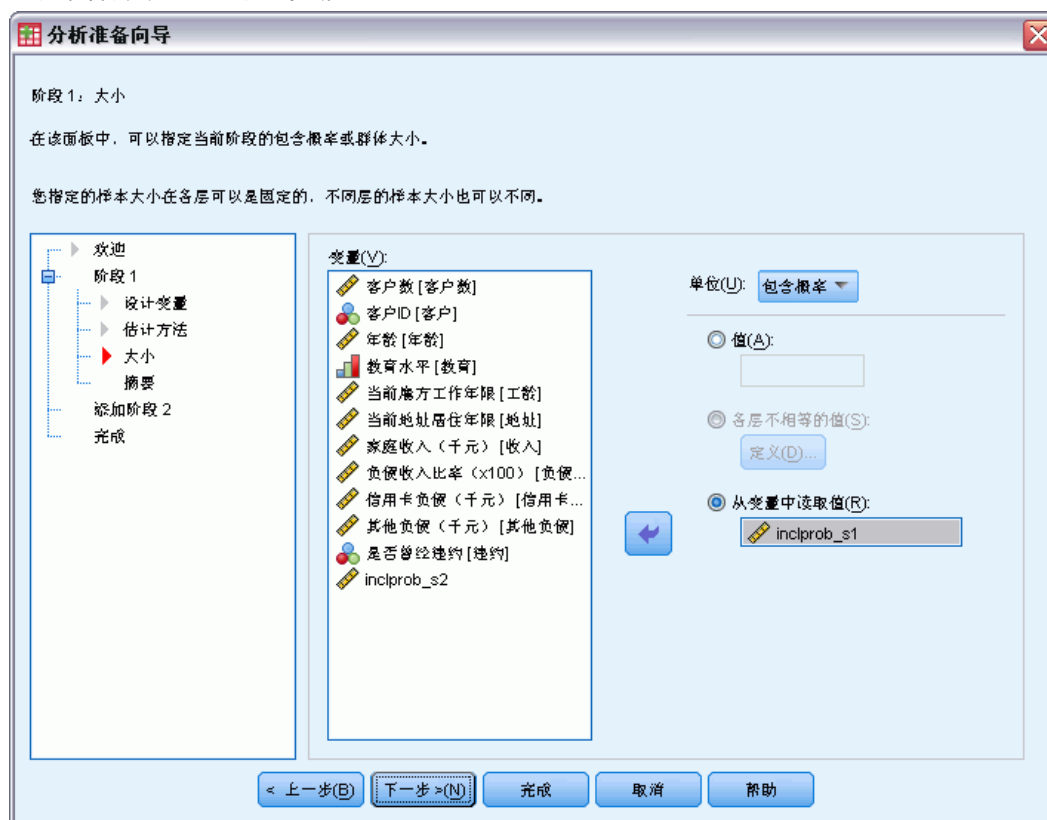 分析准备向导
阶段 1：大小
在该面板中，可以指定当前阶段的包含概率或群体大小。
您指定的样本大小在各层可以是固定的，不同层的样本大小也可以不同。
欢迎
阶段 1
设计变量
估计方法
大小
摘要
添加阶段 2
完成
变量(V):
客户数 [客户数]
客户ID [客户]
年龄 [年龄]
教育水平 [教育]
当前雇方工作年限 [工龄]
当前地址居住年限 [地址]
家庭收入（千元） [收入]
负债收入比率（x100） [负债...
信用卡负债（千元） [信用卡...
其他负债（千元） [其他负债]
是否曾经违约 [违约]
inclprob_s2
单位(U): 包含概率
值(A):
各层不相等的值(S):
定义(D)...
从变量中读取值(R):
inclprob_s1
< 上一步(B) 下一步 >(N) 完成 取消 帮助